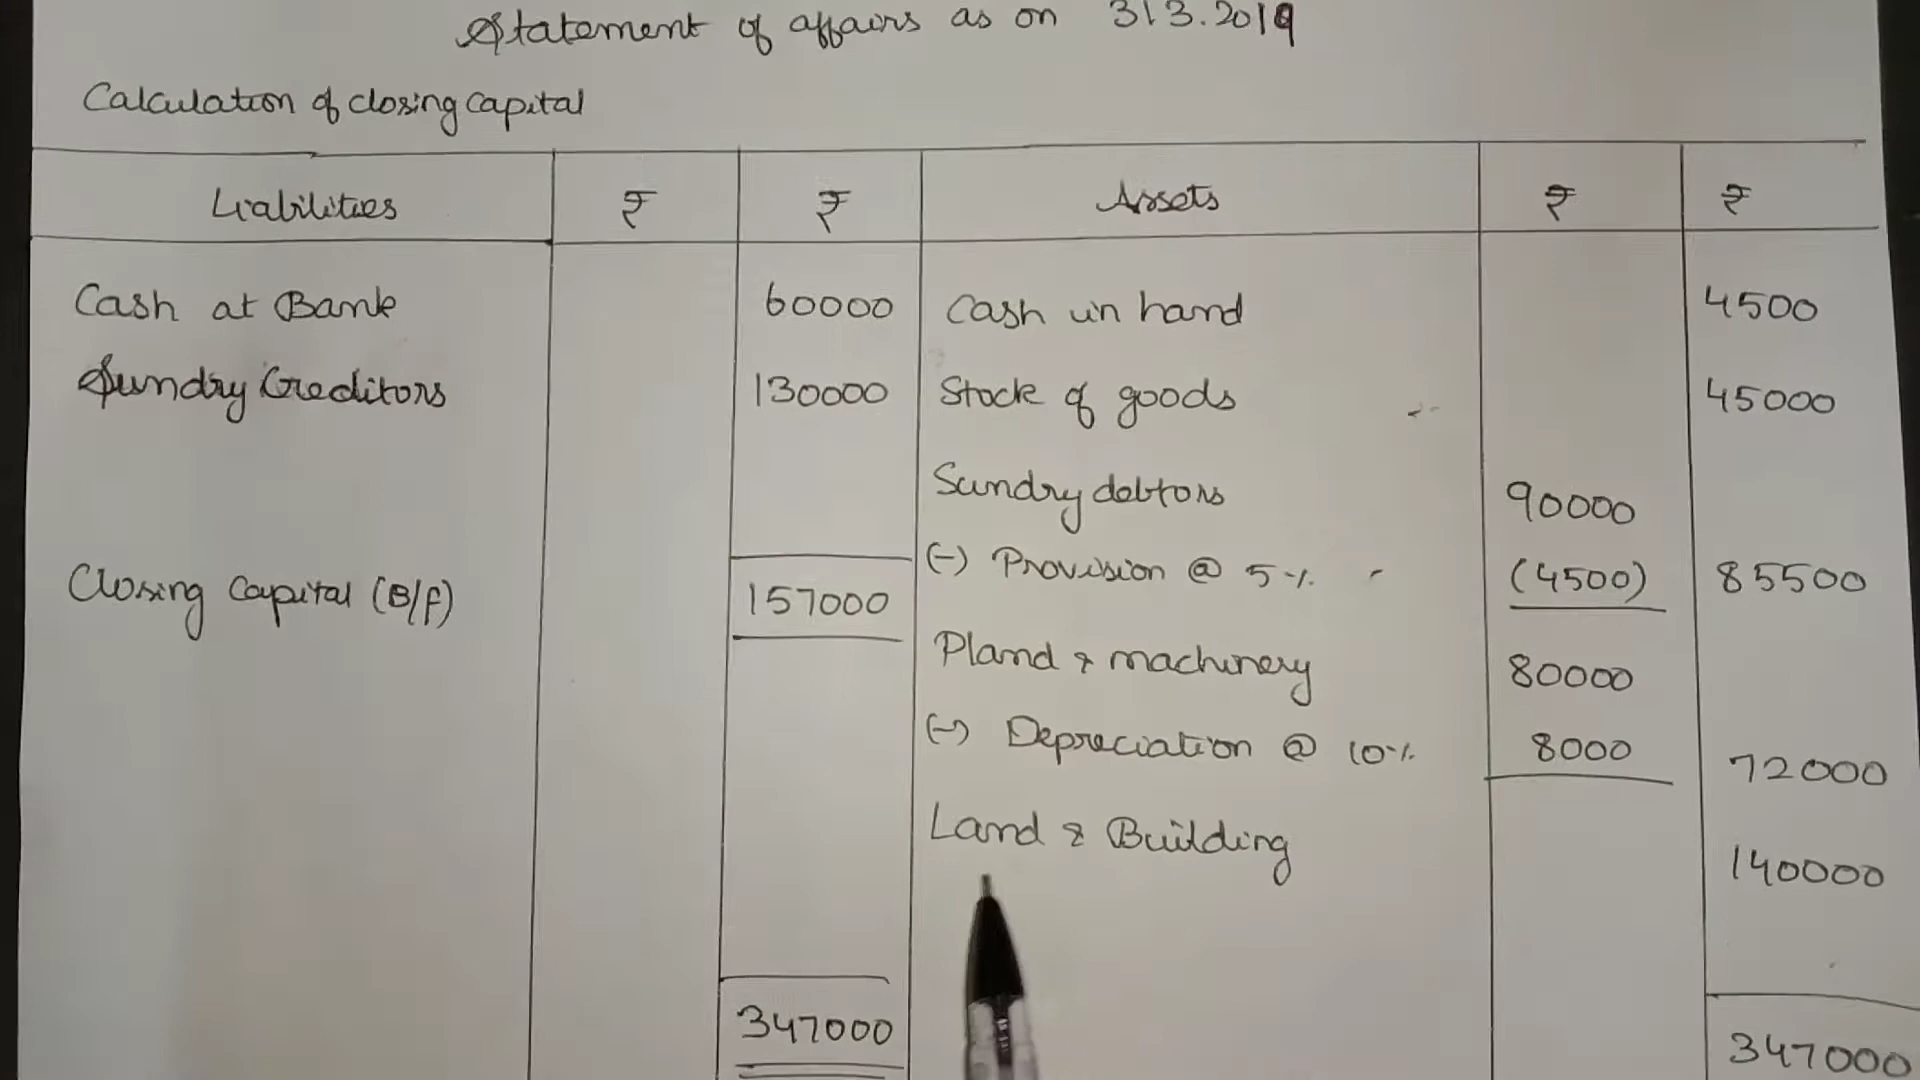 Statement of affairs as on 313.2019
Calculation of closing capital
Liabilities ₹ ₹ Assets ₹ ₹
Cash at Bank 60000 Cash in hand 4500
Sundry Creditors 130000 Stock of goods 45000
Sundry debtors 90000
Closing Capital (B/f) 157000 (-) Provision @ 5% (4500) 85500
Pland & machinery 80000
(-) Depreciation @ 10% 8000 72000
Land & Building 140000
347000 347000